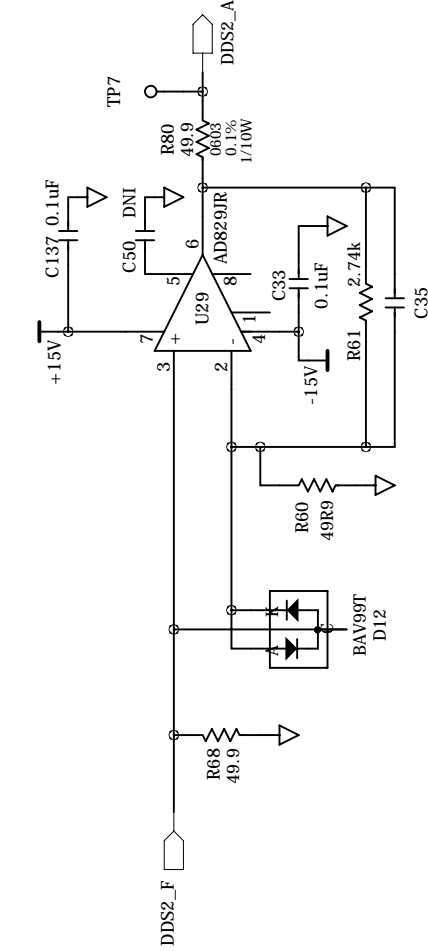 DDS2_A
TP7
R80
49.9
0603
0.1%
1/10W
C137 0.1uF
C50
DNI
+15V
7
5
6
8
AD829JR
U29
1
4
3
2
+
-
C33
0.1uF
-15V
R61
2.74k
C35
R60
49R9
K
A
C
BAV99T
D12
R68
49.9
DDS2_F